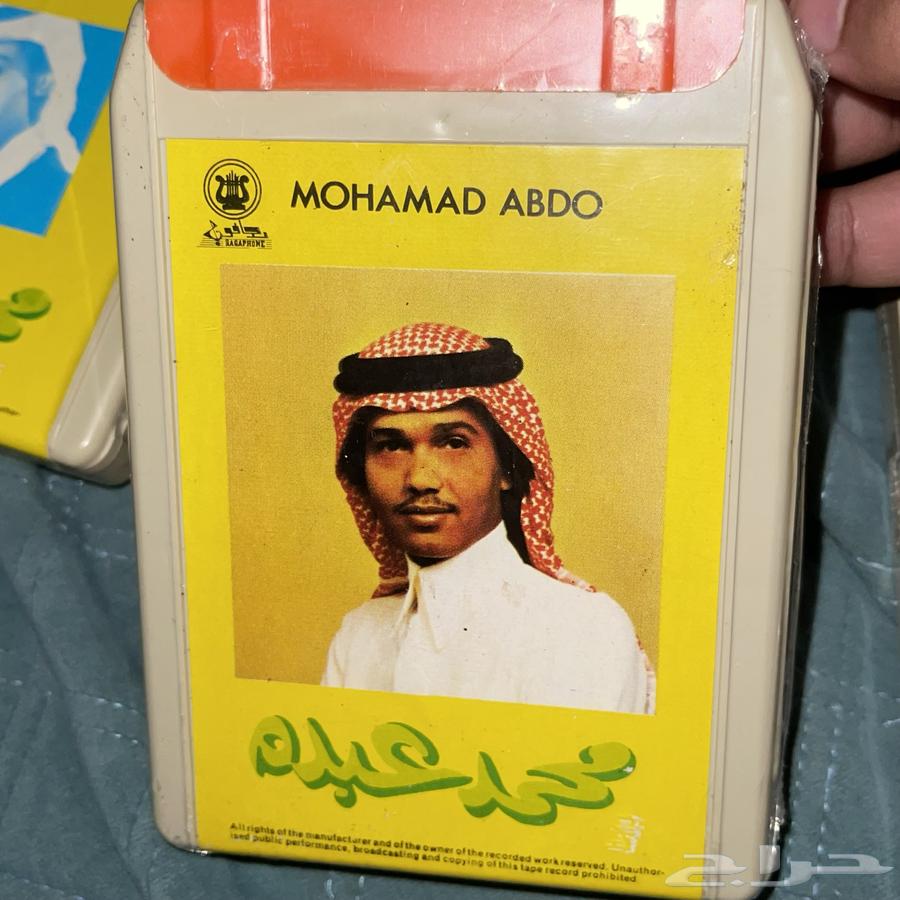 MOHAMAD ABDO
محمد عبده
All rights of the manufacturer and of the owner of the recorded work reserved. Unauthor-
ised public performance, broadcasting and copying of this tape record prohibited
حراج